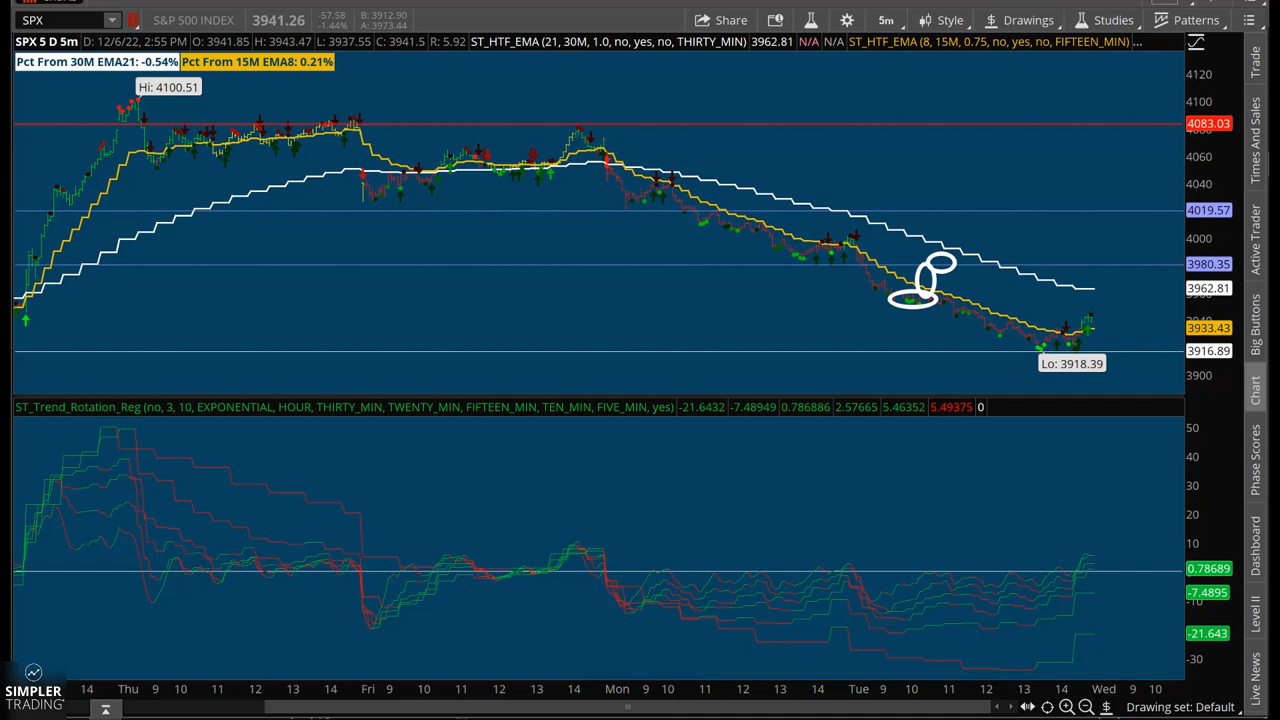 SPX
S&P 500 INDEX 3941.26 -57.58 -1.44% B: 3912.90 A: 3973.44
Share 5m Style Drawings Studies Patterns
SPX 5 D 5m D: 12/6/22, 2:55 PM O: 3941.85 H: 3943.47 L: 3937.55 C: 3941.5 R: 5.92 ST_HTF_EMA (21, 30M, 1.0, no, yes, no, THIRTY_MIN) 3962.81 N/A N/A ST_HTF_EMA (8, 15M, 0.75, no, yes, no, FIFTEEN_MIN) ...
Pct From 30M EMA21: -0.54% Pct From 15M EMA8: 0.21%
Hi: 4100.51
4120
4100
4083.03
4060
4040
4019.57
4000
3980.35
3962.81
3933.43
3916.89
Lo: 3918.39
3900
ST_Trend_Rotation_Reg (no, 3, 10, EXPONENTIAL, HOUR, THIRTY_MIN, TWENTY_MIN, FIFTEEN_MIN, TEN_MIN, FIVE_MIN, yes) -21.6432 -7.48949 0.786886 2.57665 5.46352 5.49375 0
50
40
30
20
10
0.78689
-7.4895
-21.643
-30
14 Thu 9 10 11 12 13 14 Fri 9 10 11 12 13 14 Mon 9 10 11 12 13 14 Tue 9 10 11 12 13 14 Wed 9 10
Drawing set: Default
SIMPLER
TRADING
Trade
Times And Sales
Active Trader
Big Buttons
Chart
Phase Scores
Dashboard
Level II
Live News